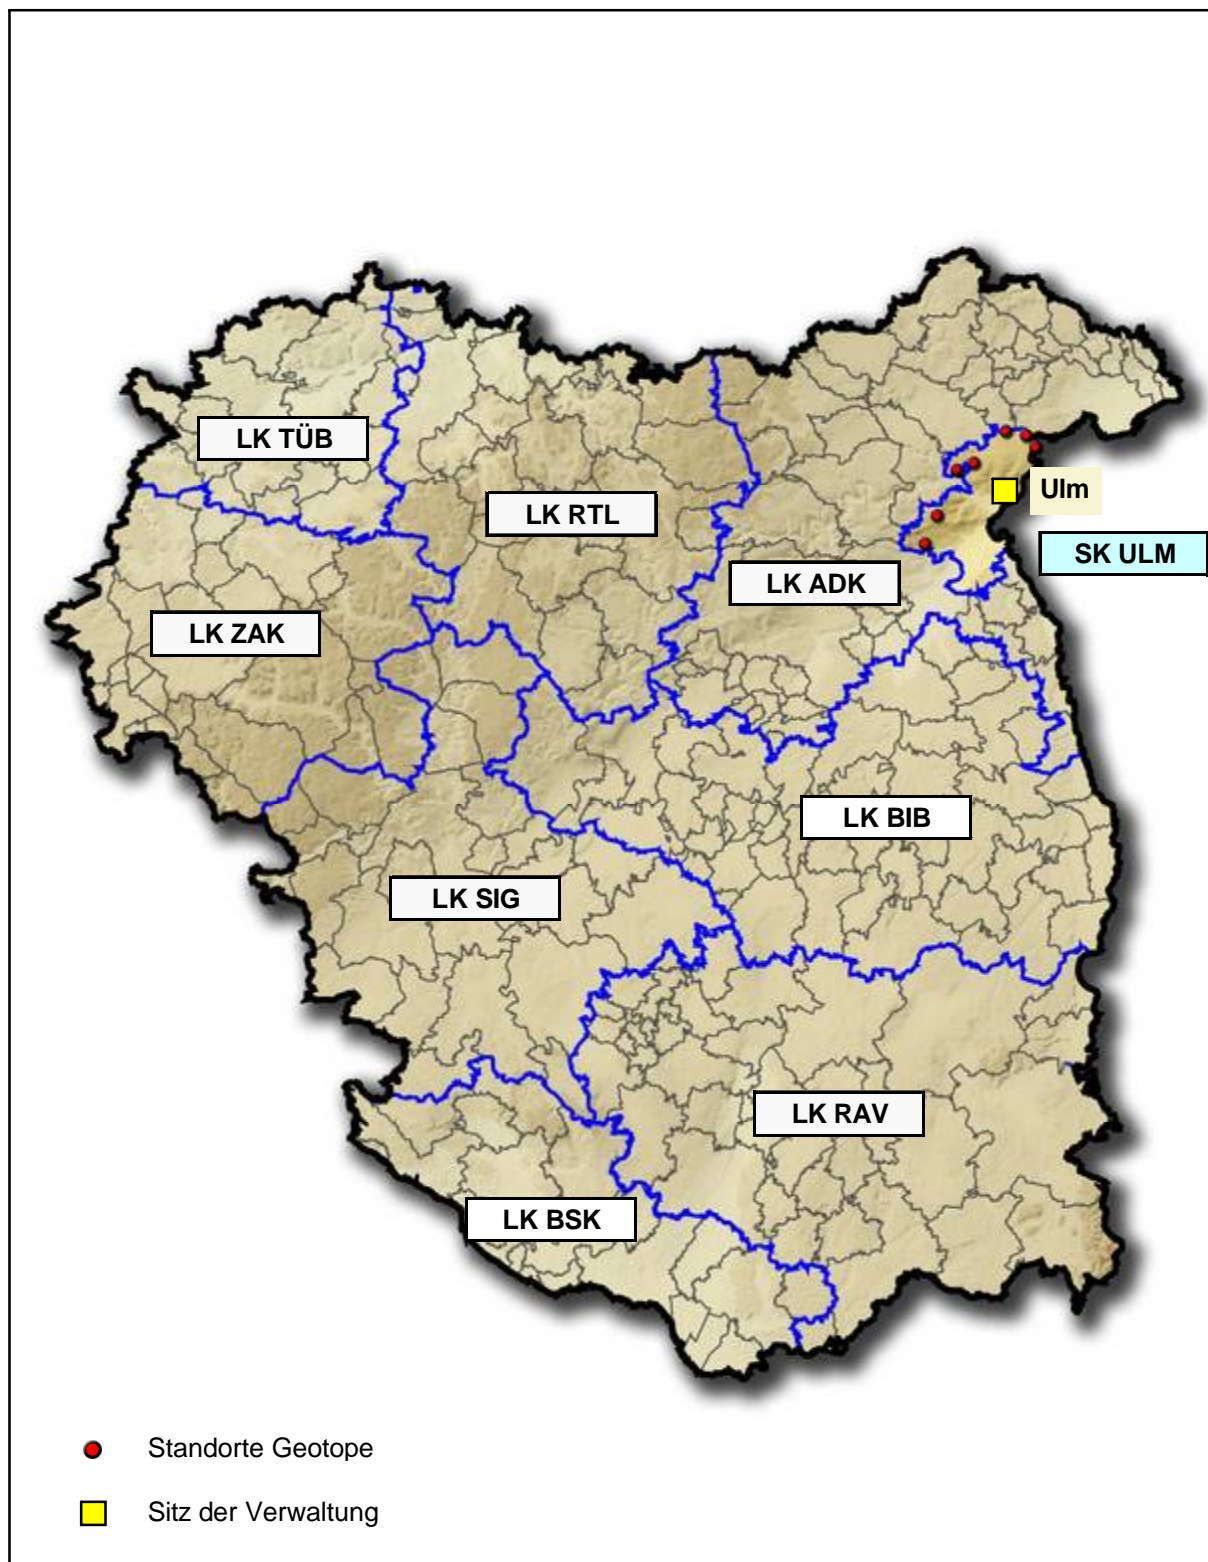 LK TÜB
LK RTL
Ulm
SK ULM
LK ADK
LK ZAK
LK BIB
LK SIG
LK RAV
LK BSK
Standorte Geotope
Sitz der Verwaltung